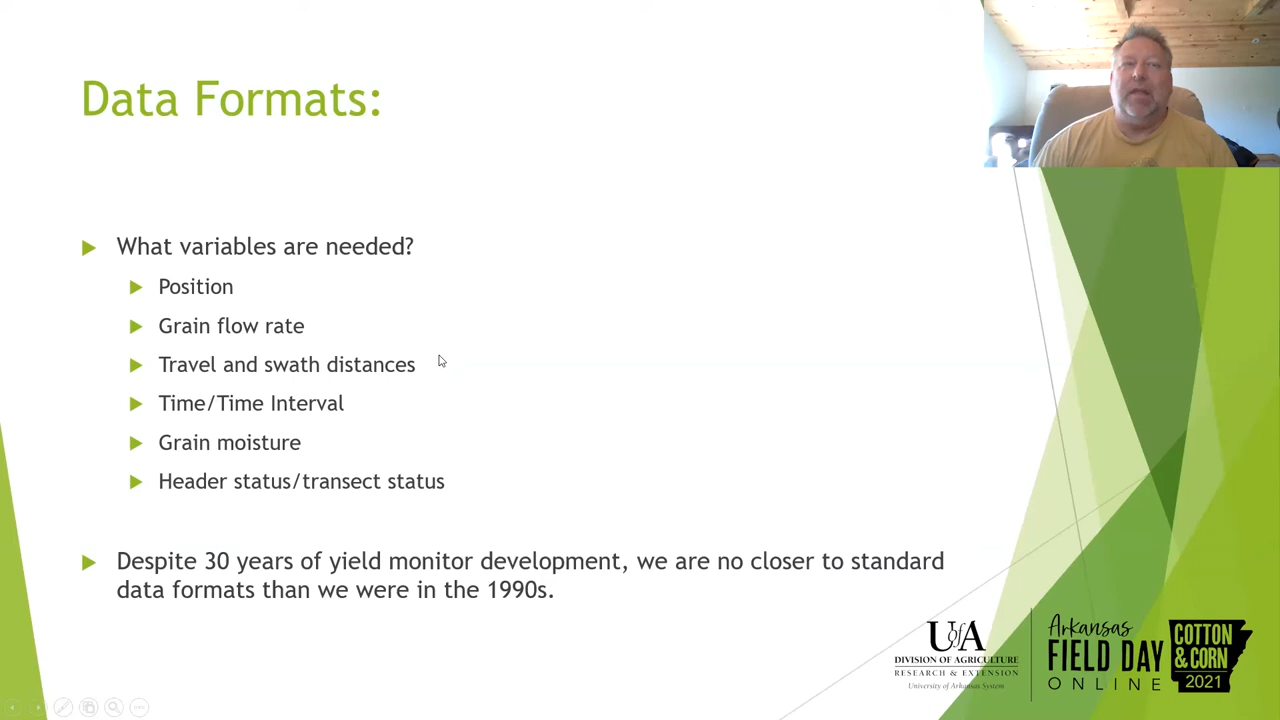 Data Formats:
What variables are needed?
Position
Grain flow rate
Travel and swath distances
Time/Time Interval
Grain moisture
Header status/transect status
Despite 30 years of yield monitor development, we are no closer to standard
data formats than we were in the 1990s.
UofA
DIVISION OF AGRICULTURE
RESEARCH & EXTENSION
University of Arkansas System
Arkansas
FIELD DAY
ONLINE
COTTON
& CORN
2021